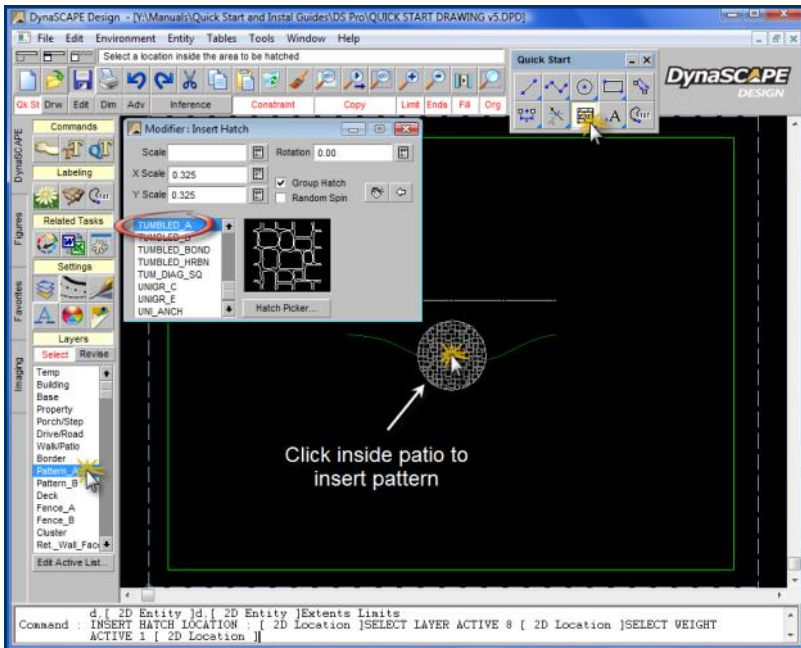 DynaSCAPE Design - [Y:\Manuals\Quick Start and Instal Guides\DS Pro\QUICK START DRAWING v5.DPD]
File Edit Environment Entity Tables Tools Window Help
Select a location inside the area to be hatched
Quick Start
DynaSCAPE
DESIGN
Qk St Drw Edit Dim Adv Inference Constraint Copy Limit Ends Fill Org
DynaSCAPE
Figures
Favorites
Imaging
Commands
Labeling
Related Tasks
Settings
Layers
Select Revise
Temp
Building
Base
Property
Porch/Step
Drive/Road
Walk/Patio
Border
Pattern_A
Pattern_B
Deck
Fence_A
Fence_B
Cluster
Ret._Wall_Fac
Edit Active List...
Modifier : Insert Hatch
Scale
Rotation 0.00
X Scale 0.325
Y Scale 0.325
Group Hatch
Random Spin
TUMBLED_A
TUMBLED_B
TUMBLED_BOND
TUMBLED_HRBN
TUM_DIAG_SQ
UNIGR_C
UNIGR_E
UNI_ANCH
Hatch Picker...
Click inside patio to
insert pattern
d,[ 2D Entity ]d,[ 2D Entity ]Extents Limits
Command : INSERT HATCH LOCATION : [ 2D Location ]SELECT LAYER ACTIVE 8 [ 2D Location ]SELECT WEIGHT
ACTIVE 1 [ 2D Location ]